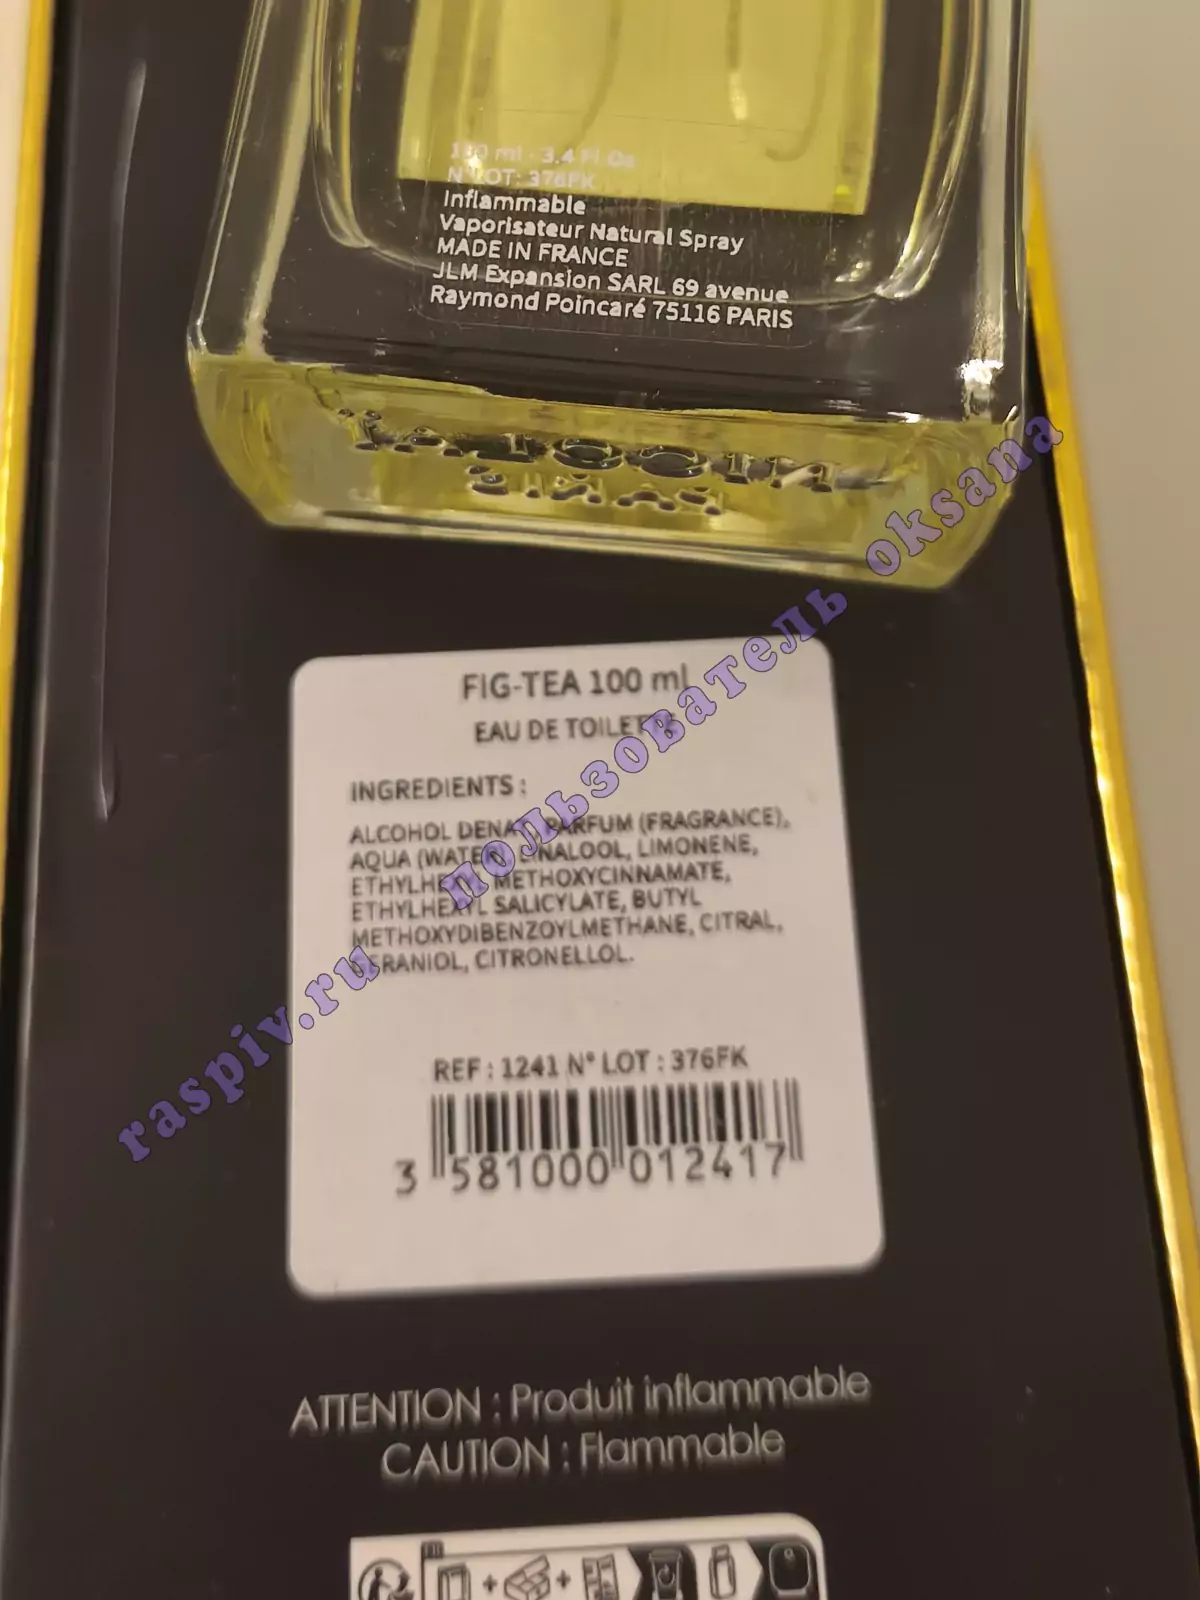 100 ml - 3.4 Fl.Oz
N° LOT: 376FK
Inflammable
Vaporisateur Natural Spray
MADE IN FRANCE
JLM Expansion SARL 69 avenue
Raymond Poincaré 75116 PARIS
NICOLAÏ
PARIS
FIG-TEA 100 ml
EAU DE TOILETTE
INGREDIENTS :
ALCOHOL DENAT, PARFUM (FRAGRANCE),
AQUA (WATER), LINALOOL, LIMONENE,
ETHYLHEXYL METHOXYCINNAMATE,
ETHYLHEXYL SALICYLATE, BUTYL
METHOXYDIBENZOYLMETHANE, CITRAL,
GERANIOL, CITRONELLOL.
REF : 1241 N° LOT : 376FK
3 581000 012417
ATTENTION : Produit inflammable
CAUTION : Flammable
raspiv.ru пользователь oksana